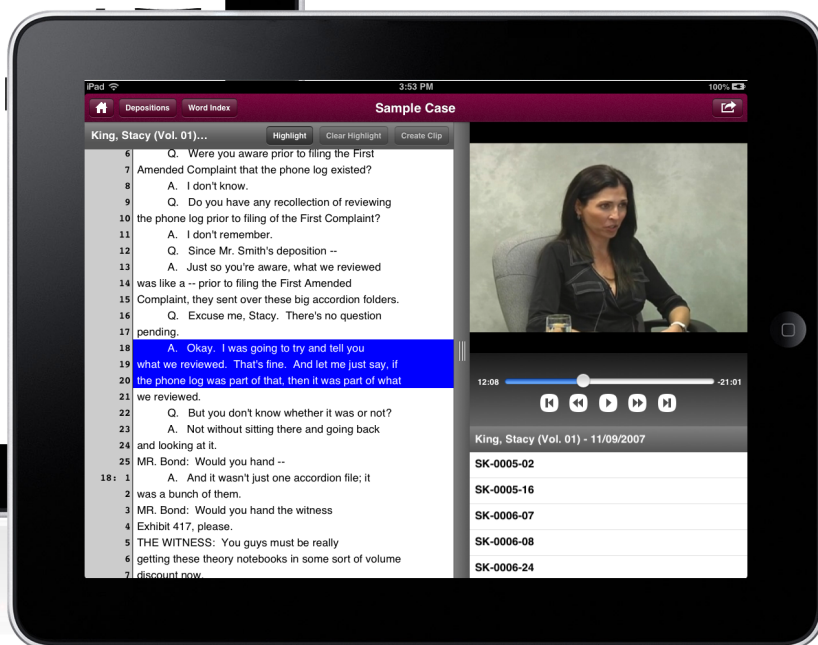 iPad 3:53 PM 100%
Depositions Word Index Sample Case
King, Stacy (Vol. 01)... Highlight Clear Highlight Create Clip
6 Q. Were you aware prior to filing the First
7 Amended Complaint that the phone log existed?
8 A. I don't know.
9 Q. Do you have any recollection of reviewing
10 the phone log prior to filing of the First Complaint?
11 A. I don't remember.
12 Q. Since Mr. Smith's deposition --
13 A. Just so you're aware, what we reviewed
14 was like a -- prior to filing the First Amended
15 Complaint, they sent over these big accordion folders.
16 Q. Excuse me, Stacy. There's no question
17 pending.
18 A. Okay. I was going to try and tell you
19 what we reviewed. That's fine. And let me just say, if
20 the phone log was part of that, then it was part of what
21 we reviewed.
22 Q. But you don't know whether it was or not?
23 A. Not without sitting there and going back
24 and looking at it.
25 MR. Bond: Would you hand --
18: 1 A. And it wasn't just one accordion file; it
2 was a bunch of them.
3 MR. Bond: Would you hand the witness
4 Exhibit 417, please.
5 THE WITNESS: You guys must be really
6 getting these theory notebooks in some sort of volume
7 discount now.
12:08 -21:01
King, Stacy (Vol. 01) - 11/09/2007
SK-0005-02
SK-0005-16
SK-0006-07
SK-0006-08
SK-0006-24